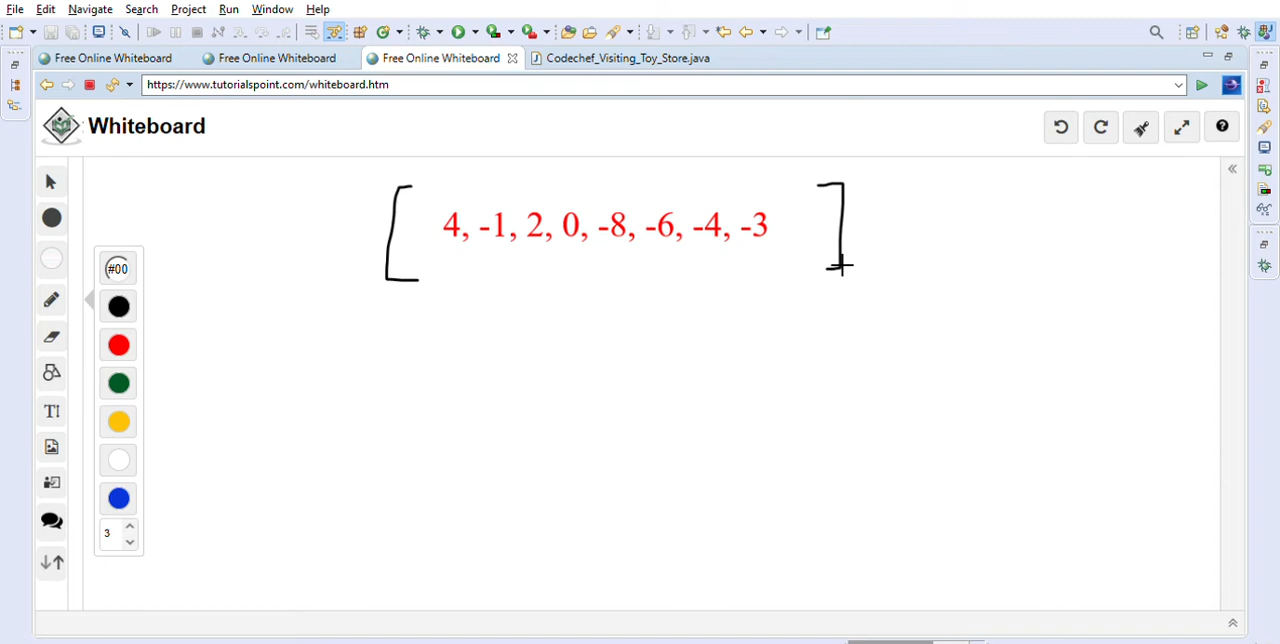 File Edit Navigate Search Project Run Window Help
Free Online Whiteboard Free Online Whiteboard Free Online Whiteboard Codechef_Visiting_Toy_Store.java
https://www.tutorialspoint.com/whiteboard.htm
Whiteboard
4, -1, 2, 0, -8, -6, -4, -3
#00
3